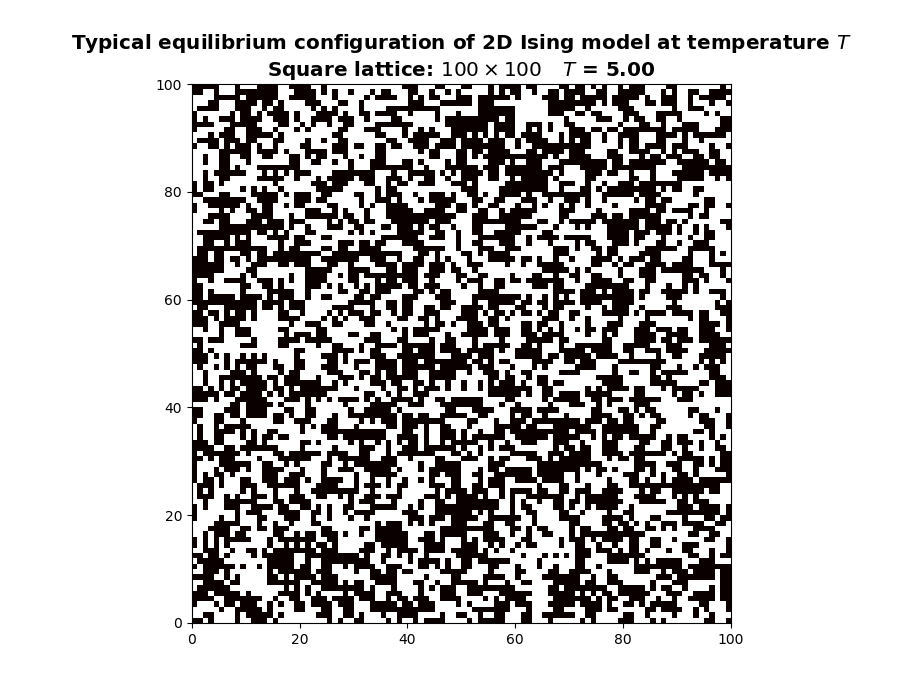 Typical equilibrium configuration of 2D Ising model at temperature T
Square lattice: 100 × 100 T = 5.00
100
80
60
40
20
0
0 20 40 60 80 100